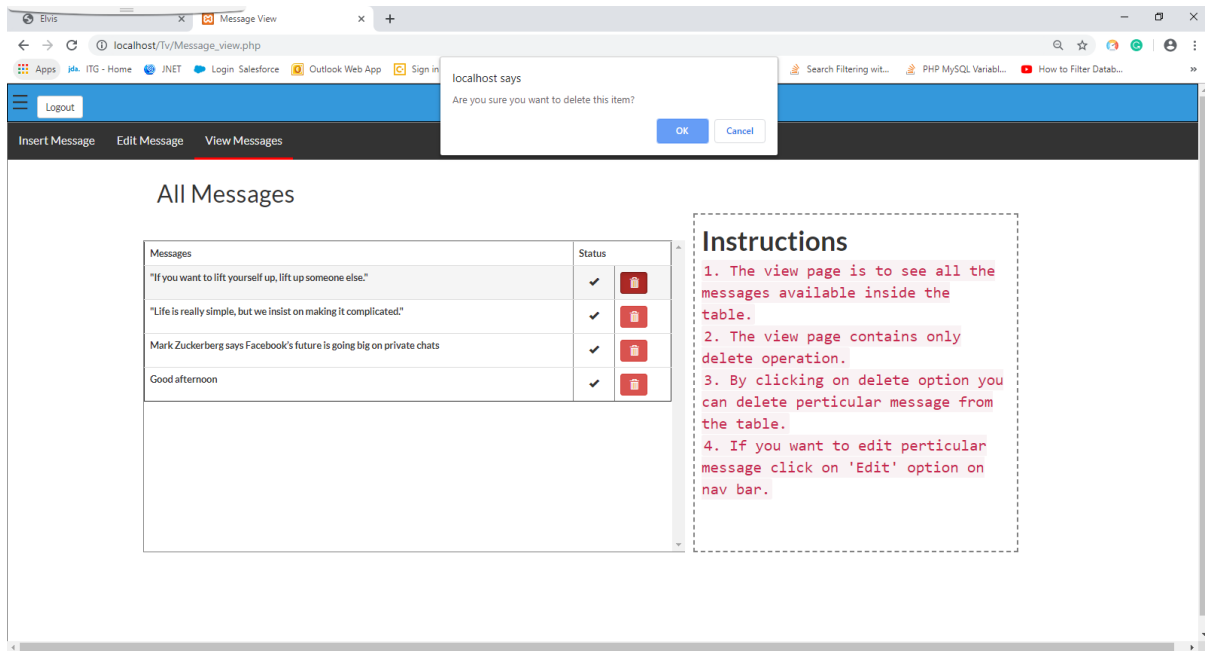 Elvis
Message View
localhost/Tv/Message_view.php
Apps jda. ITG - Home JNET Login Salesforce Outlook Web App Sign in Search Filtering wit... PHP MySQL Variabl... How to Filter Datab... »
localhost says
Are you sure you want to delete this item?
OK Cancel
Logout
Insert Message Edit Message View Messages
All Messages
Messages Status
"If you want to lift yourself up, lift up someone else."
"Life is really simple, but we insist on making it complicated."
Mark Zuckerberg says Facebook's future is going big on private chats
Good afternoon
Instructions
1. The view page is to see all the
messages available inside the
table.
2. The view page contains only
delete operation.
3. By clicking on delete option you
can delete perticular message from
the table.
4. If you want to edit perticular
message click on 'Edit' option on
nav bar.